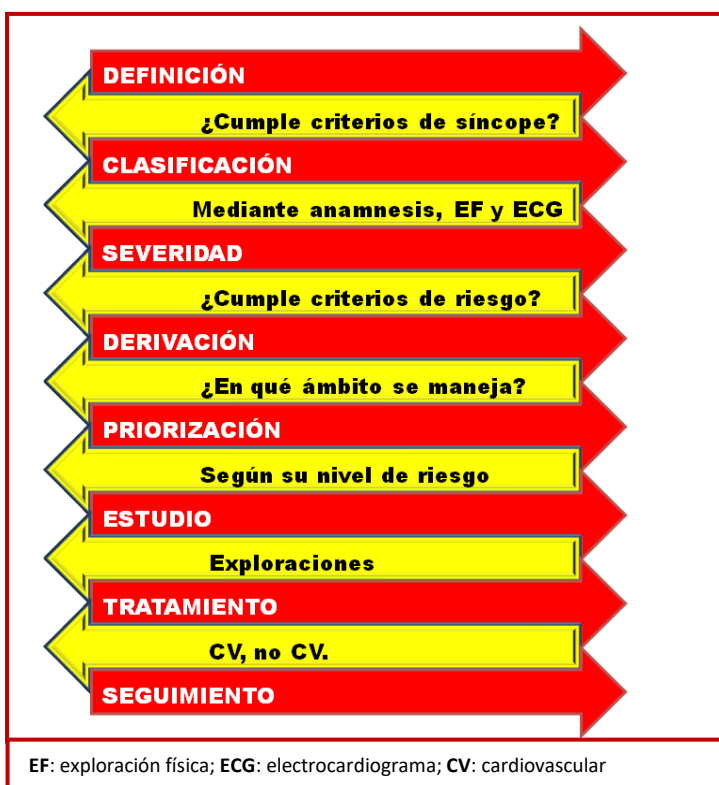 DEFINICIÓN
¿Cumple criterios de síncope?
CLASIFICACIÓN
Mediante anamnesis, EF y ECG
SEVERIDAD
¿Cumple criterios de riesgo?
DERIVACIÓN
¿En qué ámbito se maneja?
PRIORIZACIÓN
Según su nivel de riesgo
ESTUDIO
Exploraciones
TRATAMIENTO
CV, no CV.
SEGUIMIENTO
EF: exploración física; ECG: electrocardiograma; CV: cardiovascular